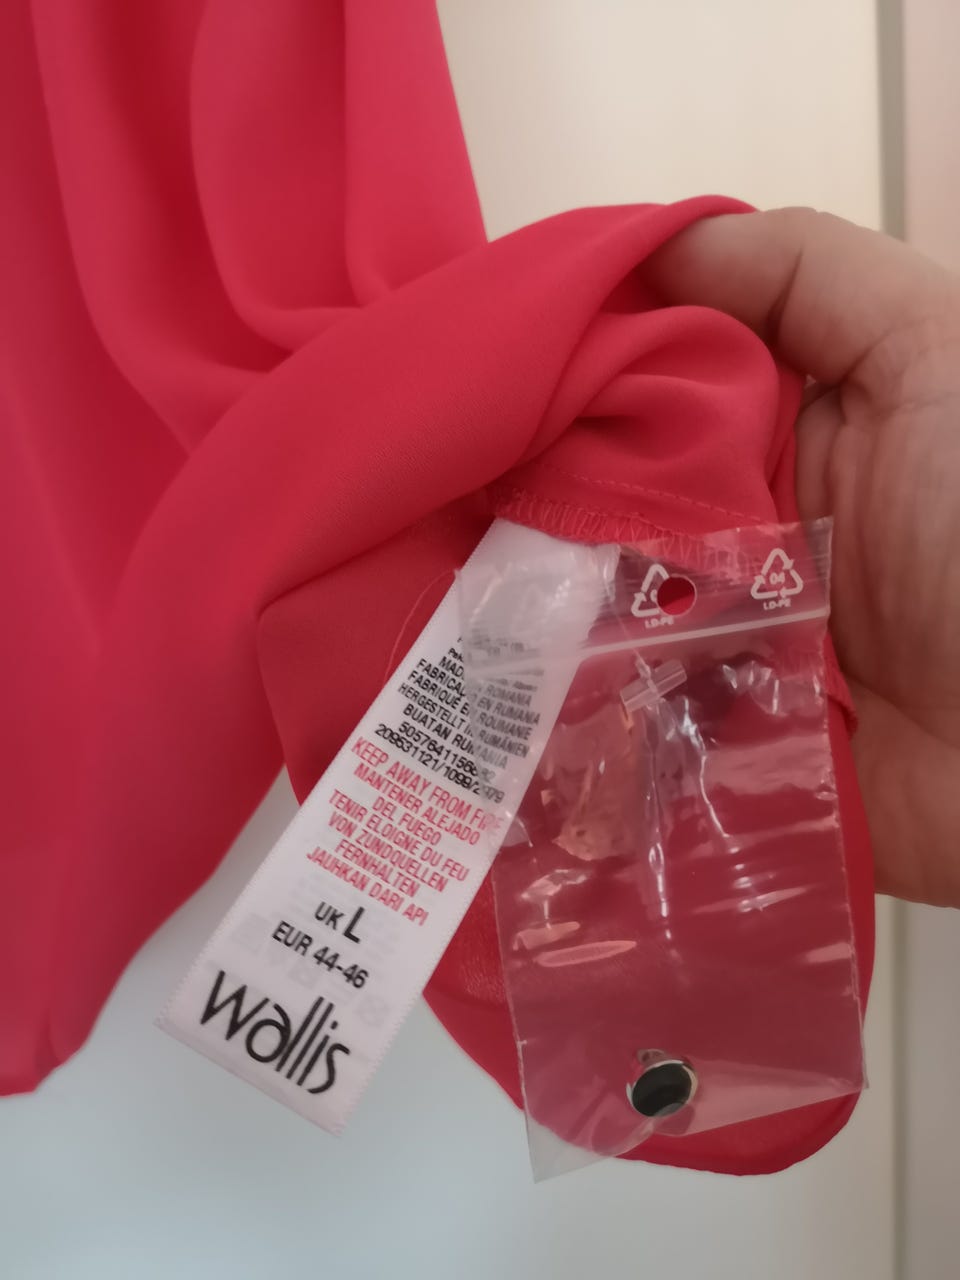 MADE ROMANIA
FABRICADO EN RUMANIA
FABRIQUE EN ROUMANIE
HERGESTELLT IN RUMÄNIEN
BUATAN RUMANIA
KEEP AWAY FROM FIRE
MANTENER ALEJADO
DEL FUEGO
TENIR ELOIGNE DU FEU
VON ZUNDQUELLEN
FERNHALTEN
JAUHKAN DARI API
UK L
EUR 44-46
wallis
LD-PE
04
LD-PE